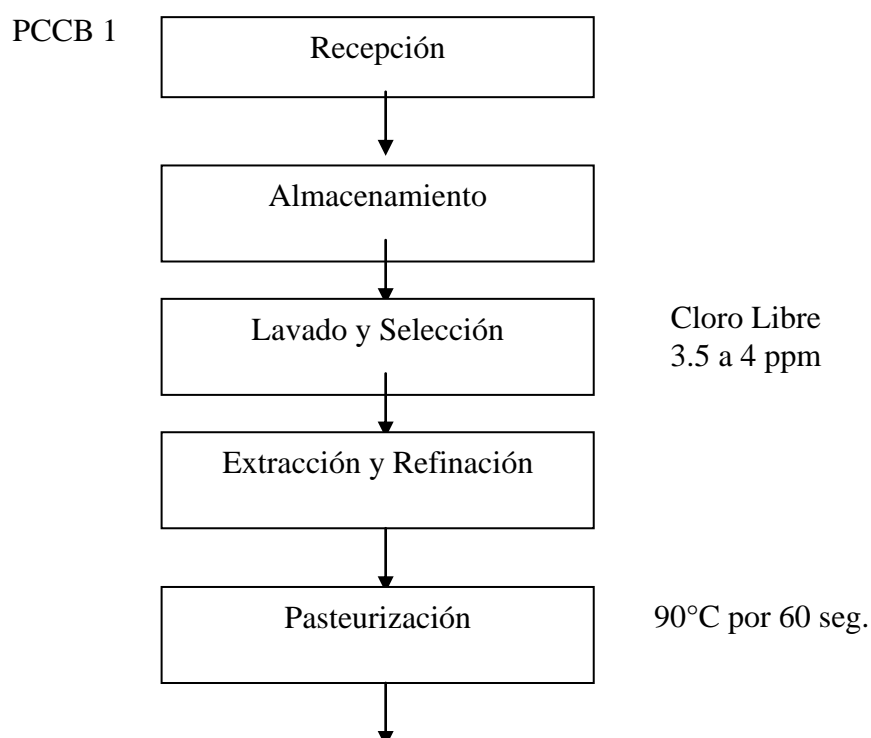 PCCB 1
Recepción
Almacenamiento
Lavado y Selección
Cloro Libre
3.5 a 4 ppm
Extracción y Refinación
Pasteurización
90°C por 60 seg.